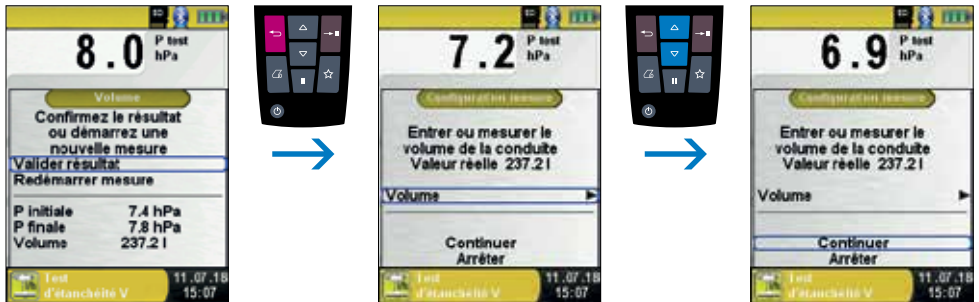 8.0 P test
hPa
Volume
Confirmez le résultat
ou démarrez une
nouvelle mesure
Valider résultat
Redémarrer mesure
P initiale 7.4 hPa
P finale 7.8 hPa
Volume 237.2 l
Test
d'étanchéité V
11.07.18
15:07
7.2 P test
hPa
Configuration mesure
Entrer ou mesurer le
volume de la conduite
Valeur réelle 237.2 l
Volume
Continuer
Arrêter
Test
d'étanchéité V
11.07.18
15:07
6.9 P test
hPa
Configuration mesure
Entrer ou mesurer le
volume de la conduite
Valeur réelle 237.2 l
Volume
Continuer
Arrêter
Test
d'étanchéité V
11.07.18
15:07